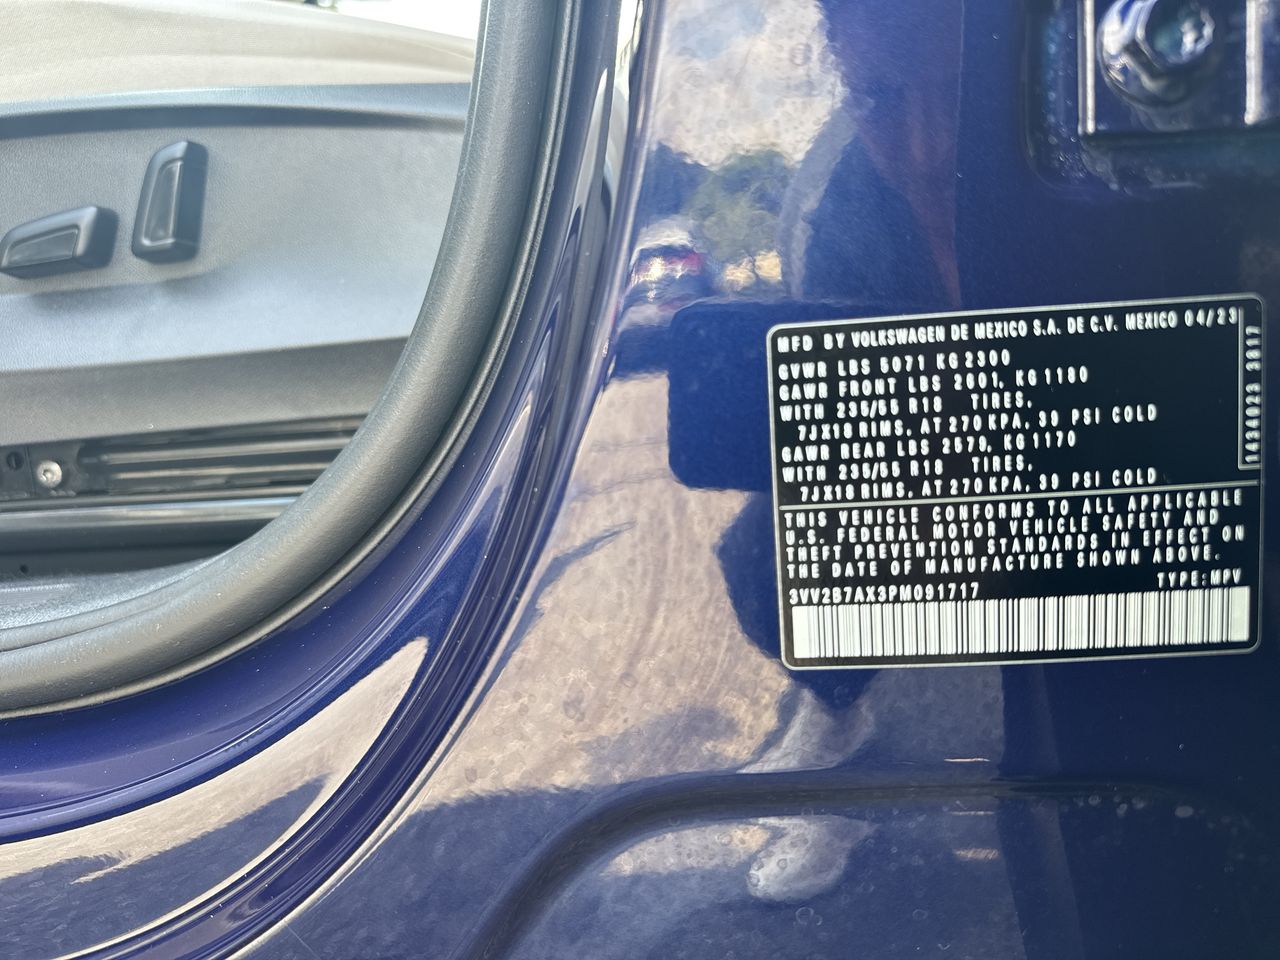 MFD BY VOLKSWAGEN DE MEXICO S.A. DE C.V. MEXICO 04/23
GVWR LBS 5071 KG 2300
GAWR FRONT LBS 2601, KG 1180
WITH 235/55 R18 TIRES,
7JX18 RIMS, AT 270 KPA, 39 PSI COLD
GAWR REAR LBS 2579, KG 1170
WITH 235/55 R18 TIRES,
7JX18 RIMS, AT 270 KPA, 39 PSI COLD
THIS VEHICLE CONFORMS TO ALL APPLICABLE
U.S. FEDERAL MOTOR VEHICLE SAFETY AND
THEFT PREVENTION STANDARDS IN EFFECT ON
THE DATE OF MANUFACTURE SHOWN ABOVE.
3VV2B7AX3PM091717 TYPE:MPV